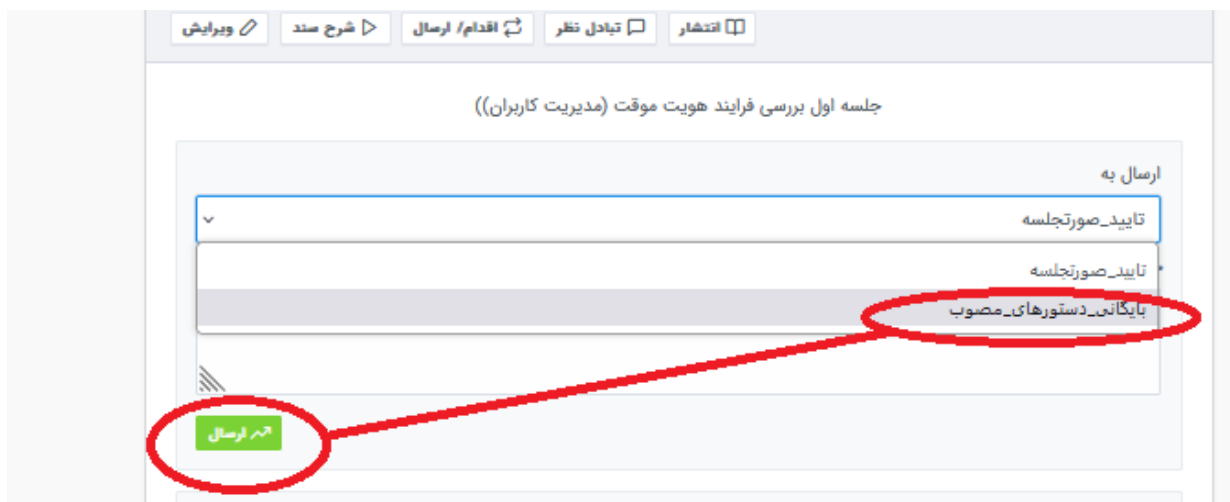 انتشار تبادل نظر اقدام/ ارسال شرح سند ویرایش
جلسه اول بررسی فرایند هویت موقت (مدیریت کاربران))
ارسال به
تایید_صورتجلسه
تایید_صورتجلسه
بایگانی_دستورهای_مصوب
ارسال